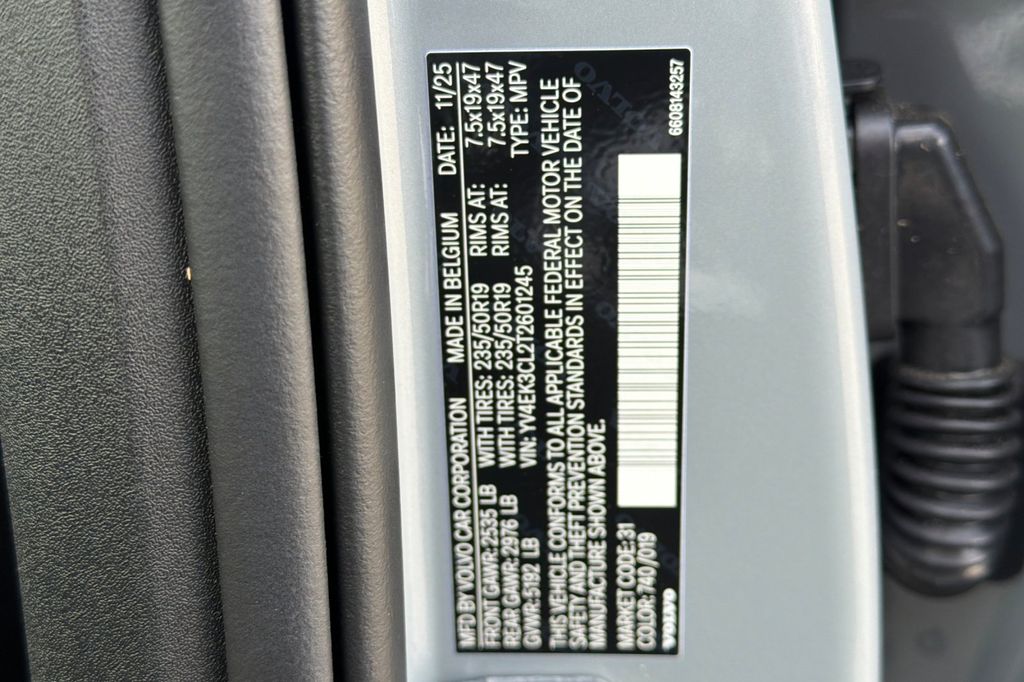 MFD BY VOLVO CAR CORPORATION MADE IN BELGIUM DATE: 11/25
FRONT GAWR: 2535 LB WITH TIRES: 235/50R19 RIMS AT: 7.5x19x47
REAR GAWR: 2976 LB WITH TIRES: 235/50R19 RIMS AT: 7.5x19x47
GVWR: 5192 LB VIN: YV4EK3CL2T2601245 TYPE: MPV
THIS VEHICLE CONFORMS TO ALL APPLICABLE FEDERAL MOTOR VEHICLE
SAFETY AND THEFT PREVENTION STANDARDS IN EFFECT ON THE DATE OF
MANUFACTURE SHOWN ABOVE.
MARKET CODE: 31
COLOR: 740/019
VOLVO
6608143257